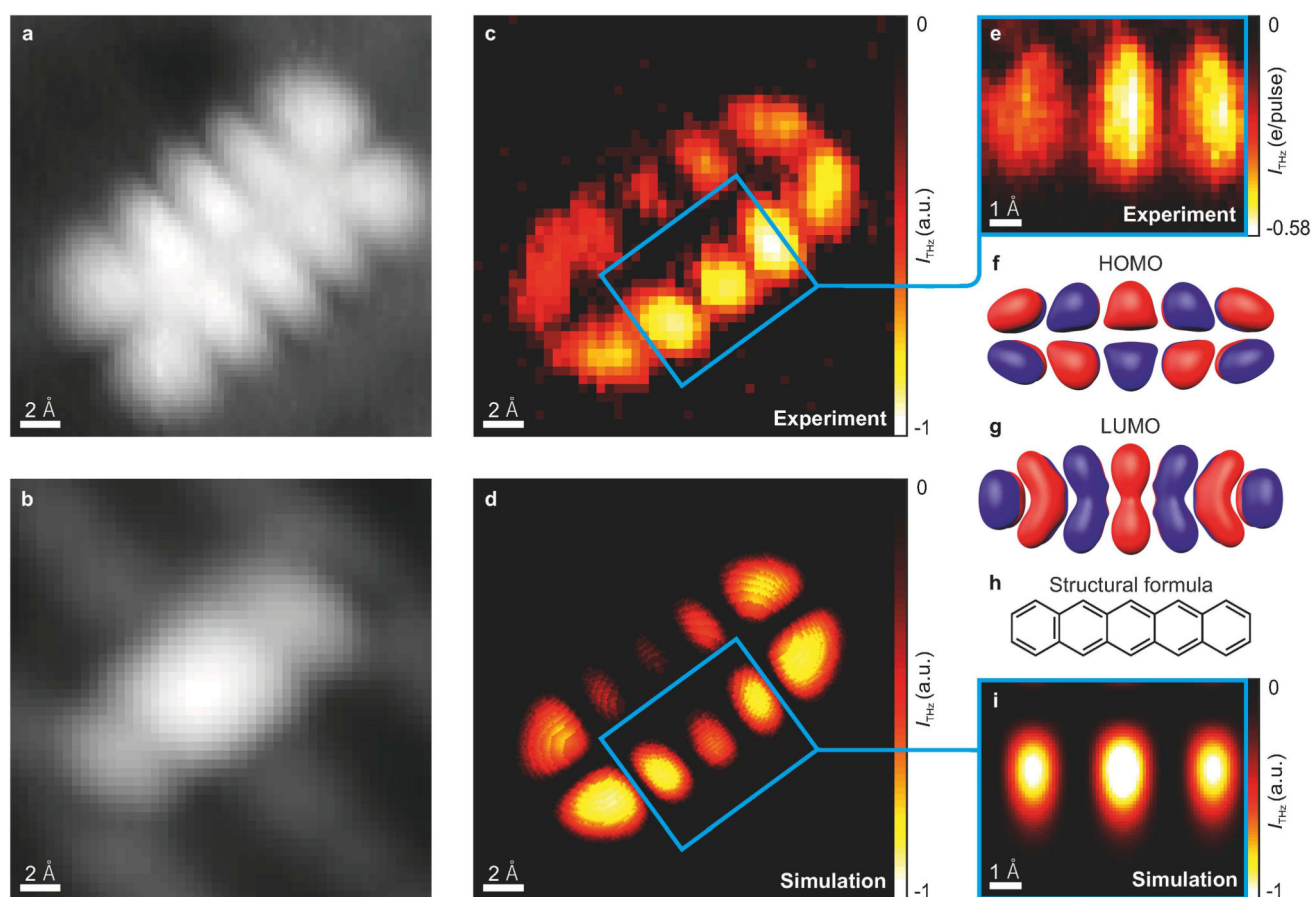 a
2 Å
b
2 Å
c
Experiment
2 Å
0
I_THz (a.u.)
-1
d
Simulation
2 Å
0
I_THz (a.u.)
-1
e
1 Å
Experiment
0
I_THz (e/pulse)
-0.58
f
HOMO
g
LUMO
h
Structural formula
i
1 Å
Simulation
0
I_THz (a.u.)
-1